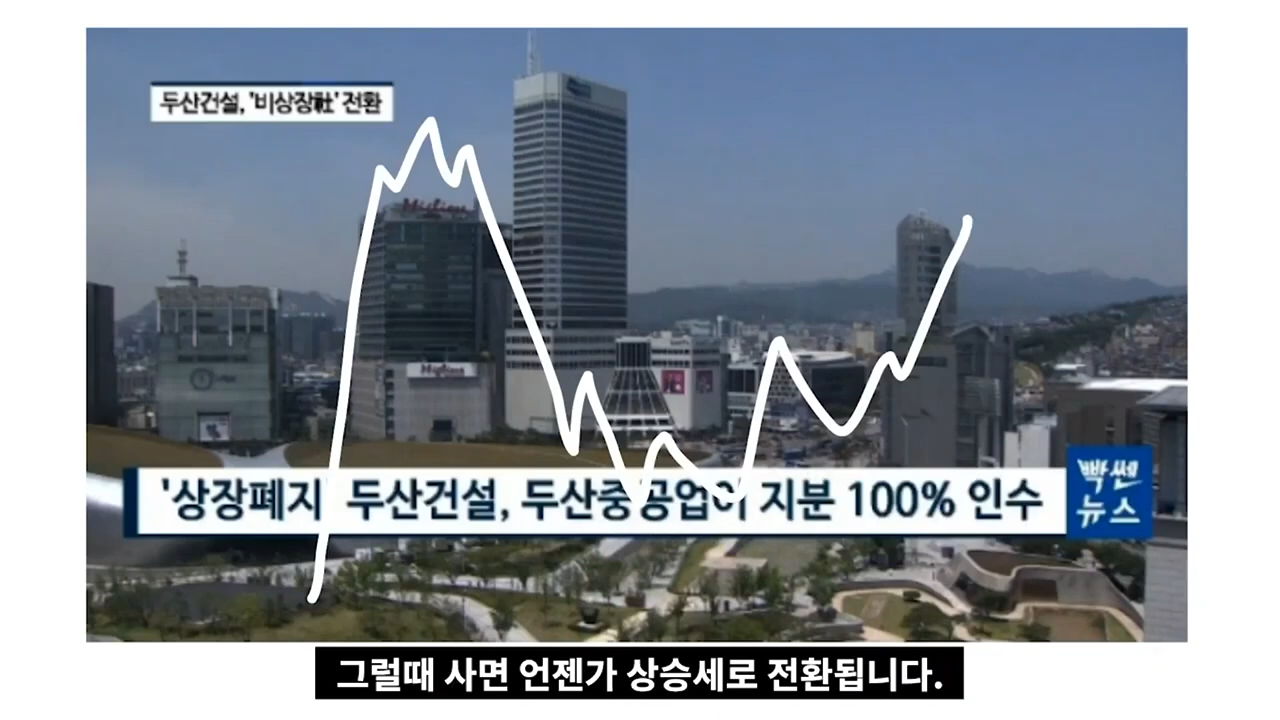 두산건설, '비상장社' 전환
Migliore
Migliore
'상장폐지' 두산건설, 두산중공업이 지분 100% 인수
빡쎈
뉴스
그럴때 사면 언젠가 상승세로 전환됩니다.